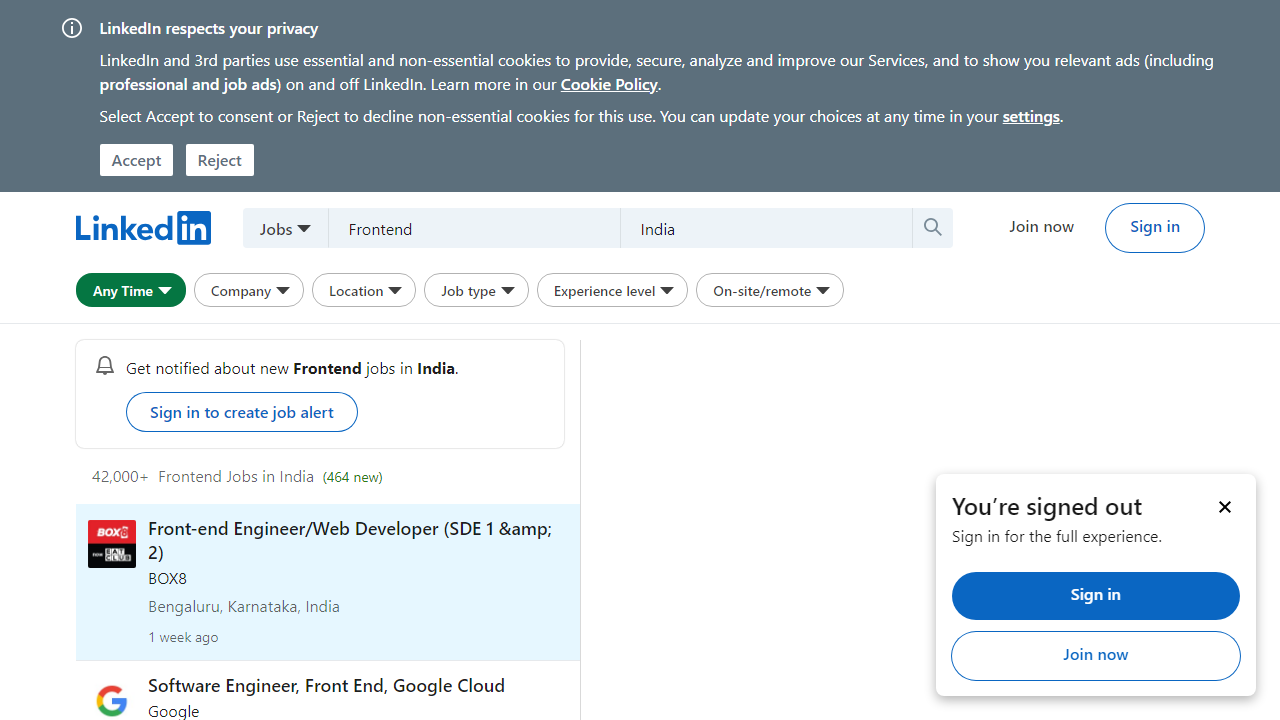 LinkedIn respects your privacy
LinkedIn and 3rd parties use essential and non-essential cookies to provide, secure, analyze and improve our Services, and to show you relevant ads (including
professional and job ads) on and off LinkedIn. Learn more in our Cookie Policy.
Select Accept to consent or Reject to decline non-essential cookies for this use. You can update your choices at any time in your settings.
Accept Reject
LinkedIn Jobs Frontend India Join now Sign in
Any Time Company Location Job type Experience level On-site/remote
Get notified about new Frontend jobs in India.
Sign in to create job alert
42,000+ Frontend Jobs in India (464 new)
BOX8
EAT
CLUB
Front-end Engineer/Web Developer (SDE 1 &amp;
2)
BOX8
Bengaluru, Karnataka, India
1 week ago
Software Engineer, Front End, Google Cloud
Google
You’re signed out
Sign in for the full experience.
Sign in
Join now